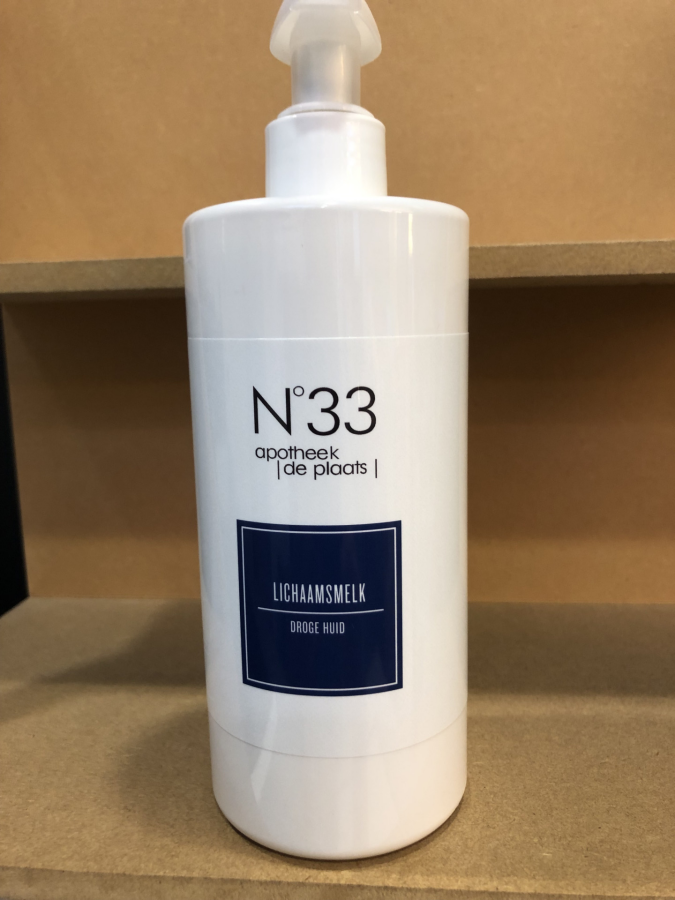 N°33
apotheek
|de plaats|
LICHAAMSMELK
DROGE HUID